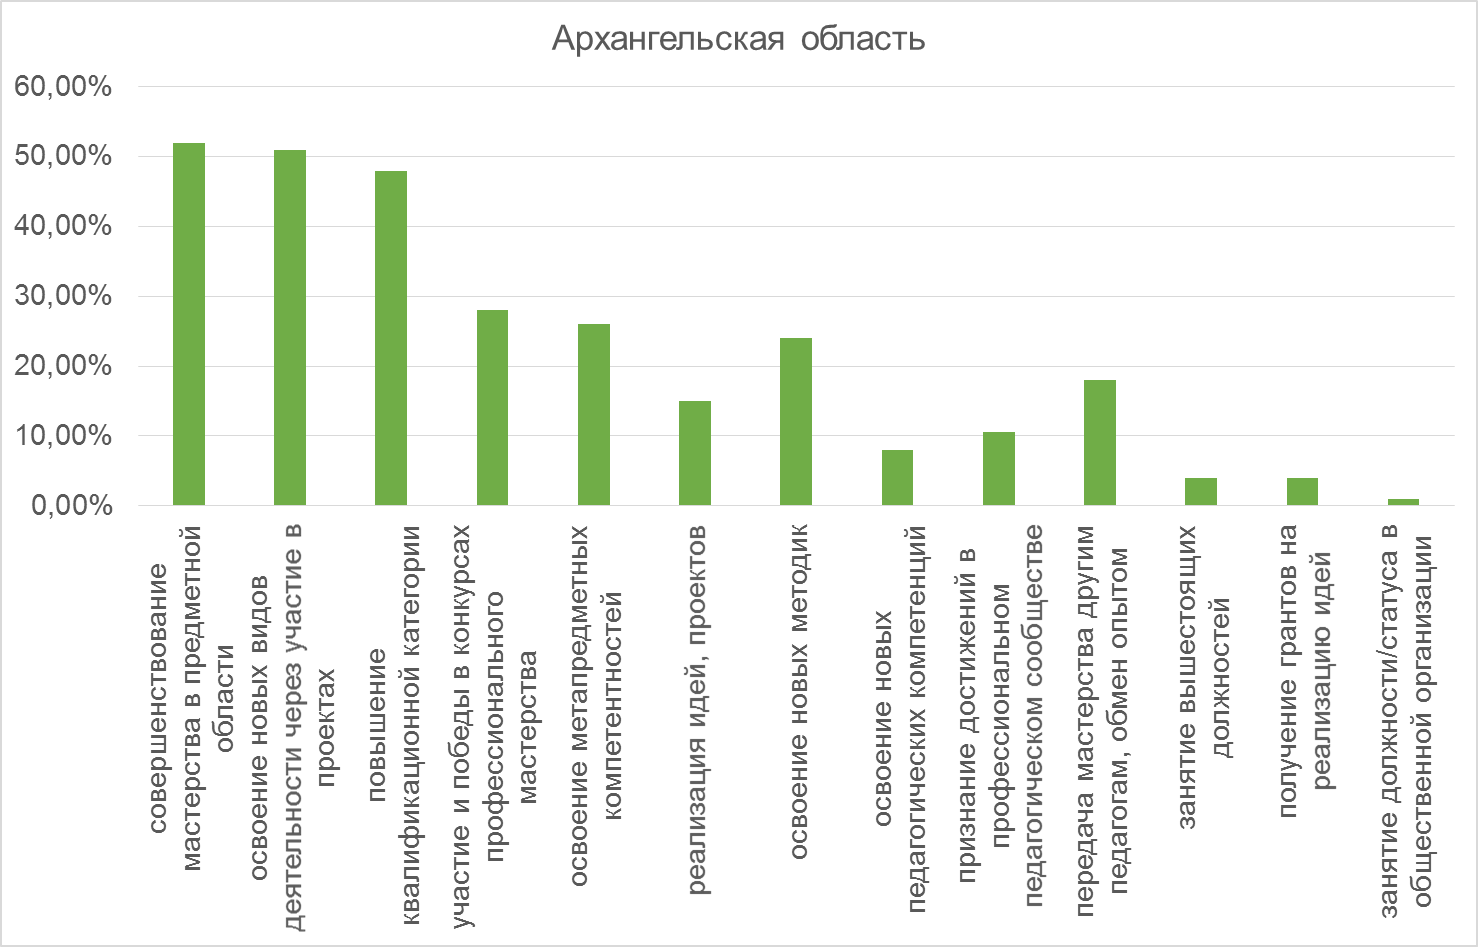 Архангельская область
60,00%
50,00%
40,00%
30,00%
20,00%
10,00%
0,00%
совершенствование
мастерства в предметной
области
освоение новых видов
деятельности через участие в
проектах
повышение
квалификационной категории
участие и победы в конкурсах
профессионального
мастерства
освоение метапредметных
компетентностей
реализация идей, проектов
освоение новых методик
освоение новых
педагогических компетенций
признание достижений в
профессиональном
педагогическом сообществе
передача мастерства другим
педагогам, обмен опытом
занятие вышестоящих
должностей
получение грантов на
реализацию идей
занятие должности/статуса в
общественной организации